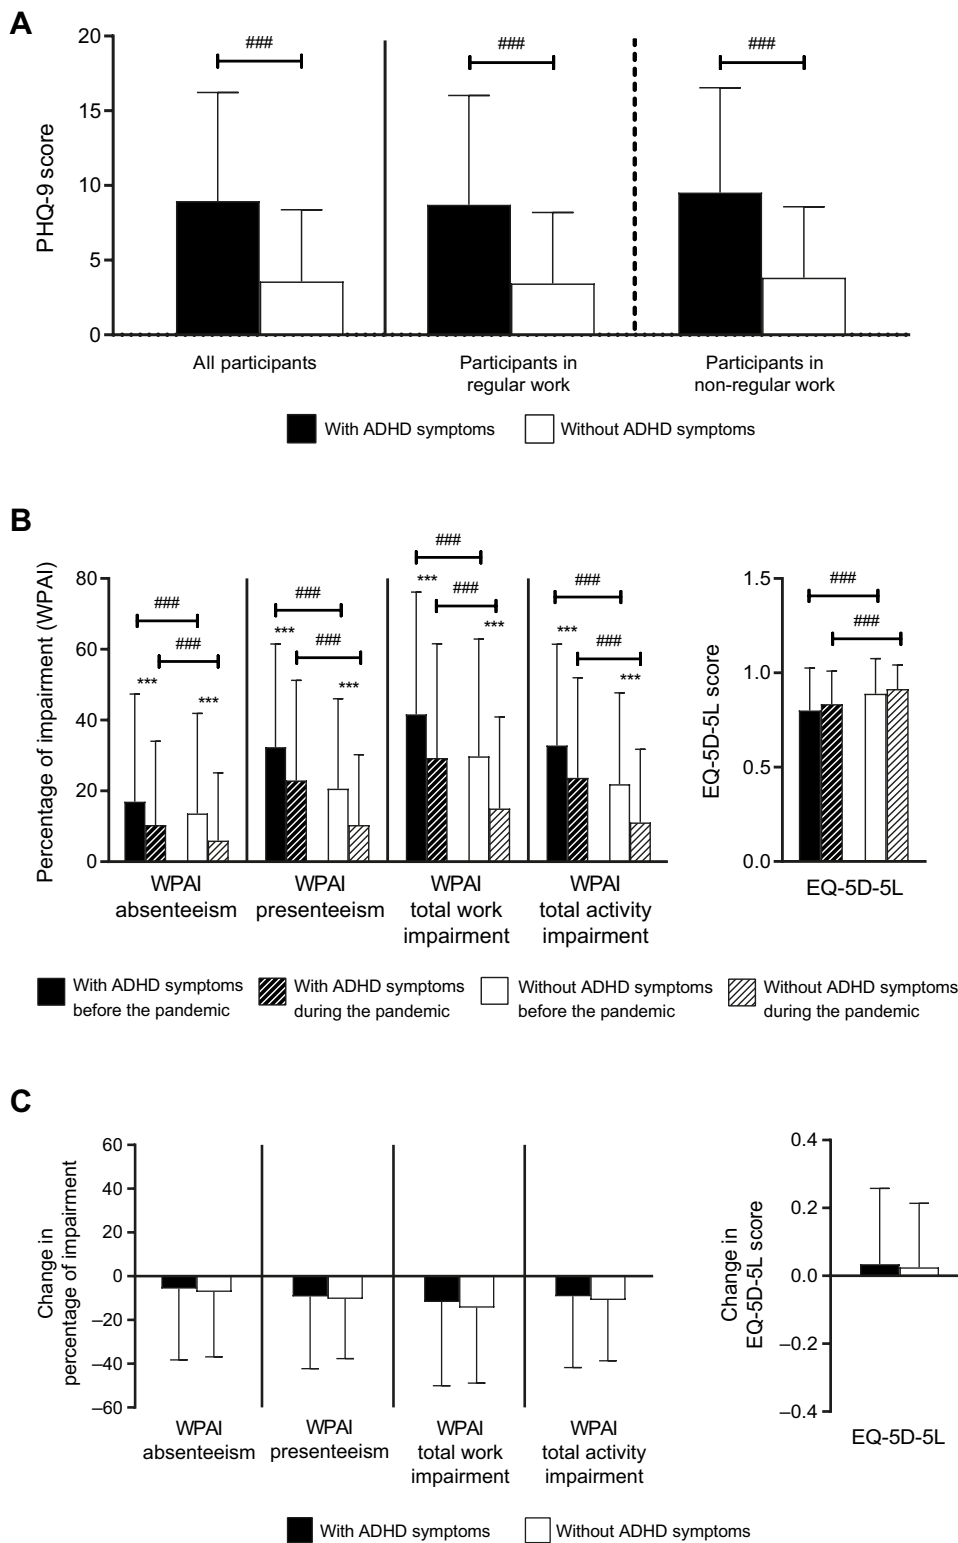 A
20
15
10
5
0
PHQ-9 score
###
###
###
All participants
Participants in
regular work
Participants in
non-regular work
With ADHD symptoms
Without ADHD symptoms
B
80
60
40
20
0
Percentage of impairment (WPAI)
###
###
***
***
###
###
***
***
###
###
***
***
###
###
***
***
WPAI
absenteeism
WPAI
presenteeism
WPAI
total work
impairment
WPAI
total activity
impairment
1.5
1.0
0.5
0.0
EQ-5D-5L score
###
###
EQ-5D-5L
With ADHD symptoms
before the pandemic
With ADHD symptoms
during the pandemic
Without ADHD symptoms
before the pandemic
Without ADHD symptoms
during the pandemic
C
60
40
20
0
–20
–40
–60
Change in
percentage of impairment
WPAI
absenteeism
WPAI
presenteeism
WPAI
total work
impairment
WPAI
total activity
impairment
0.4
0.2
0.0
–0.2
–0.4
Change in
EQ-5D-5L score
EQ-5D-5L
With ADHD symptoms
Without ADHD symptoms